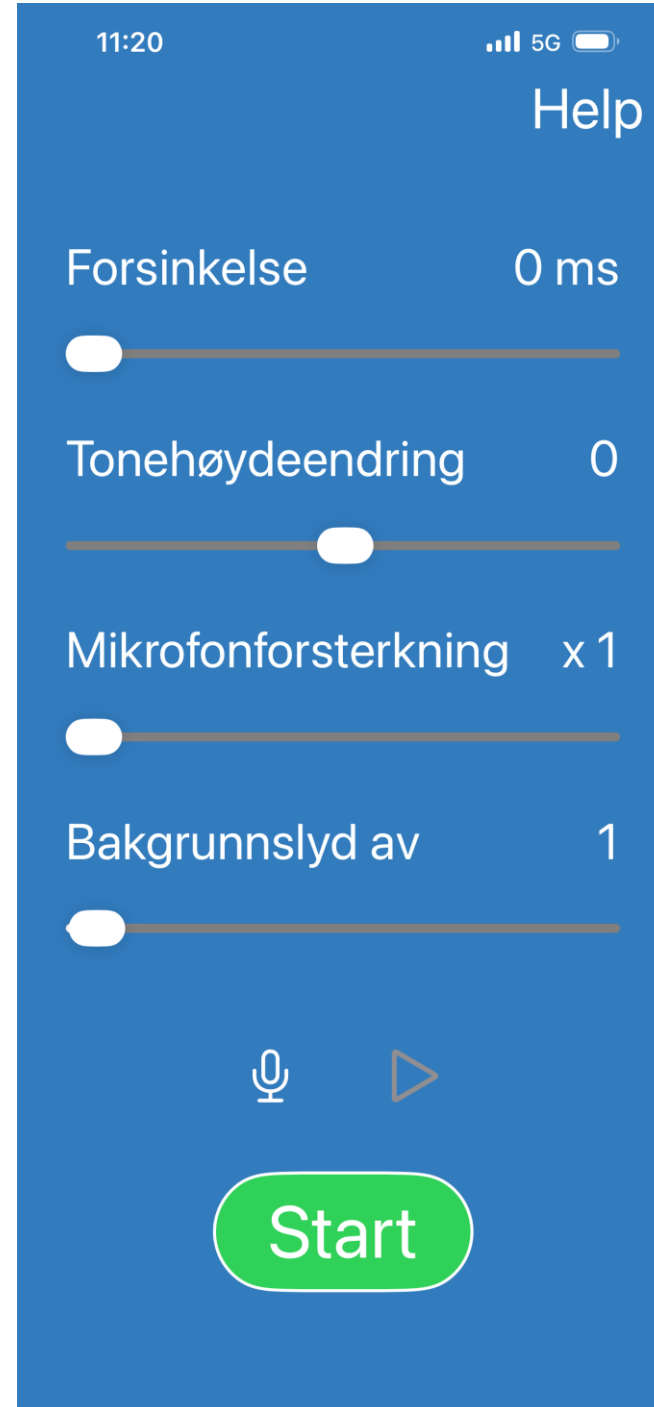 11:20 5G
Help
Forsinkelse 0 ms
Tonehøydeendring 0
Mikrofonforsterkning x 1
Bakgrunnslyd av 1
Start